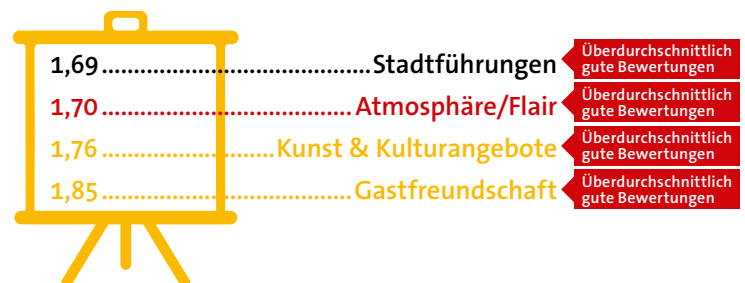 1,69 Stadtführungen Überdurchschnittlich
gute Bewertungen
1,70 Atmosphäre/Flair Überdurchschnittlich
gute Bewertungen
1,76 Kunst & Kulturangebote Überdurchschnittlich
gute Bewertungen
1,85 Gastfreundschaft Überdurchschnittlich
gute Bewertungen